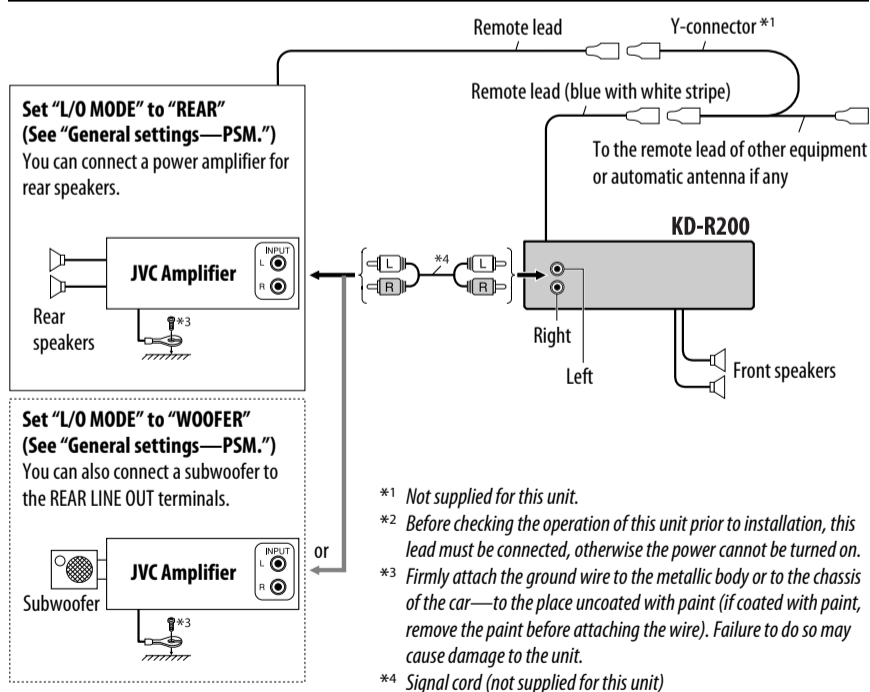 Remote lead
Y-connector *1
Remote lead (blue with white stripe)
To the remote lead of other equipment
or automatic antenna if any
Set “L/O MODE” to “REAR”
(See “General settings—PSM.”)
You can connect a power amplifier for
rear speakers.
JVC Amplifier
INPUT
L
R
Rear
speakers
*3
L
R
*4
L
R
KD-R200
Right
Left
Front speakers
Set “L/O MODE” to “WOOFER”
(See “General settings—PSM.”)
You can also connect a subwoofer to
the REAR LINE OUT terminals.
JVC Amplifier
INPUT
L
R
or
Subwoofer
*3
*1 Not supplied for this unit.
*2 Before checking the operation of this unit prior to installation, this
lead must be connected, otherwise the power cannot be turned on.
*3 Firmly attach the ground wire to the metallic body or to the chassis
of the car—to the place uncoated with paint (if coated with paint,
remove the paint before attaching the wire). Failure to do so may
cause damage to the unit.
*4 Signal cord (not supplied for this unit)